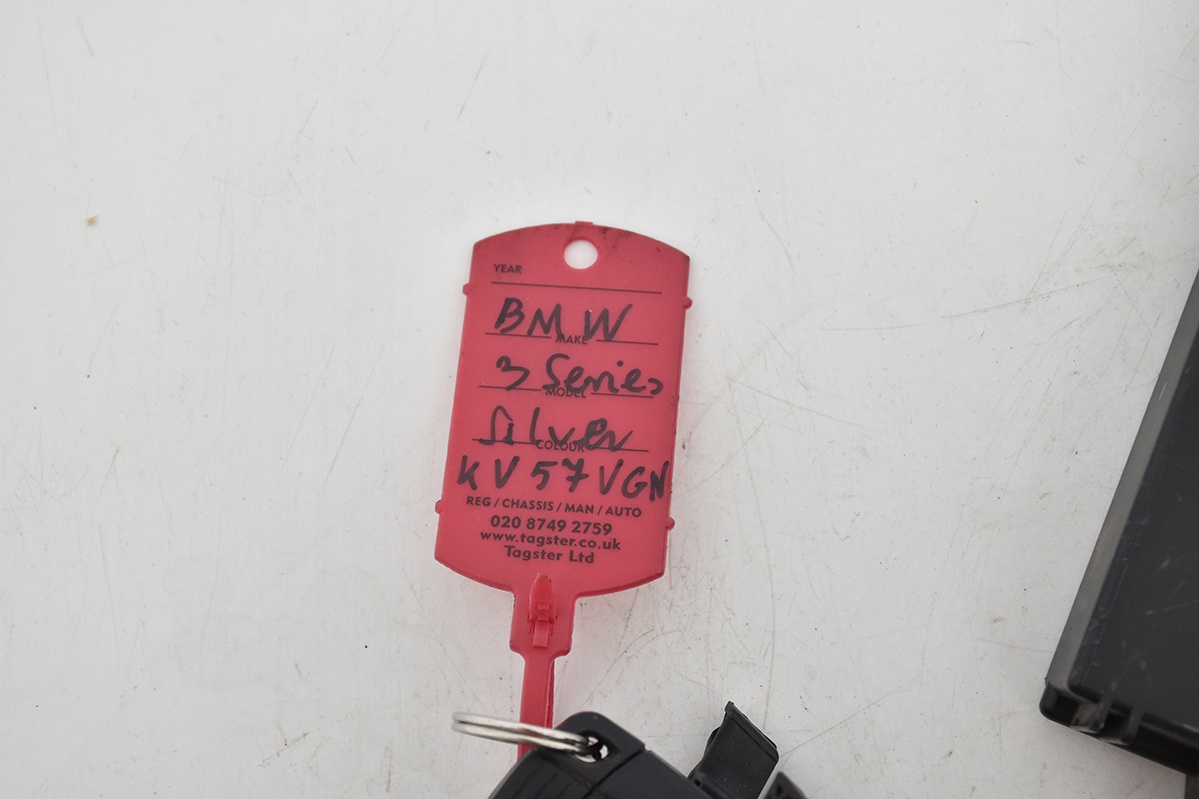 YEAR
BMW
MAKE
3 Series
MODEL
Silver
COLOUR
KV57VGN
REG / CHASSIS / MAN / AUTO
020 8749 2759
www.tagster.co.uk
Tagster Ltd